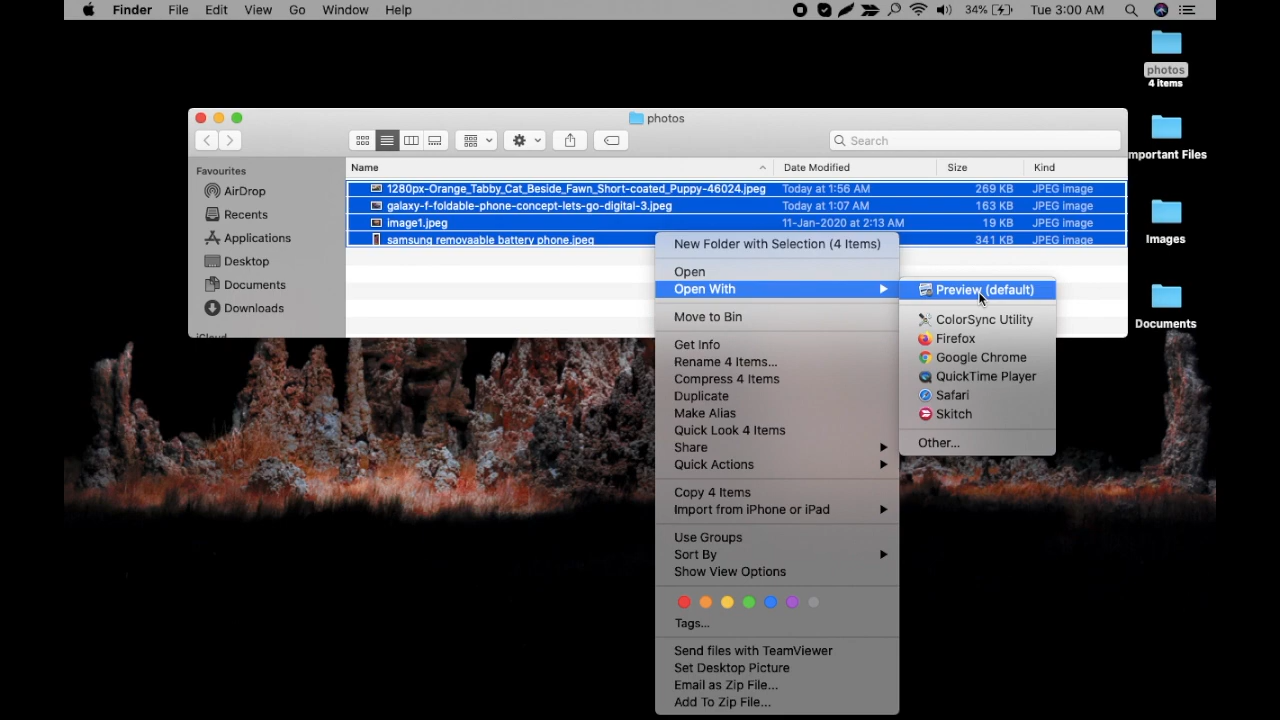 Finder File Edit View Go Window Help 34% Tue 3:00 AM
photos
4 items
mportant Files
Images
Documents
photos
Search
Favourites
AirDrop
Recents
Applications
Desktop
Documents
Downloads
Name Date Modified Size Kind
1280px-Orange_Tabby_Cat_Beside_Fawn_Short-coated_Puppy-46024.jpeg Today at 1:56 AM 269 KB JPEG image
galaxy-f-foldable-phone-concept-lets-go-digital-3.jpeg Today at 1:07 AM 163 KB JPEG image
image1.jpeg 11-Jan-2020 at 2:13 AM 19 KB JPEG image
samsung removaable battery phone.jpeg 341 KB JPEG image
New Folder with Selection (4 Items)
Open
Open With
Move to Bin
Get Info
Rename 4 Items...
Compress 4 Items
Duplicate
Make Alias
Quick Look 4 Items
Share
Quick Actions
Copy 4 Items
Import from iPhone or iPad
Use Groups
Sort By
Show View Options
Tags...
Send files with TeamViewer
Set Desktop Picture
Email as Zip File...
Add To Zip File...
Preview (default)
ColorSync Utility
Firefox
Google Chrome
QuickTime Player
Safari
Skitch
Other...